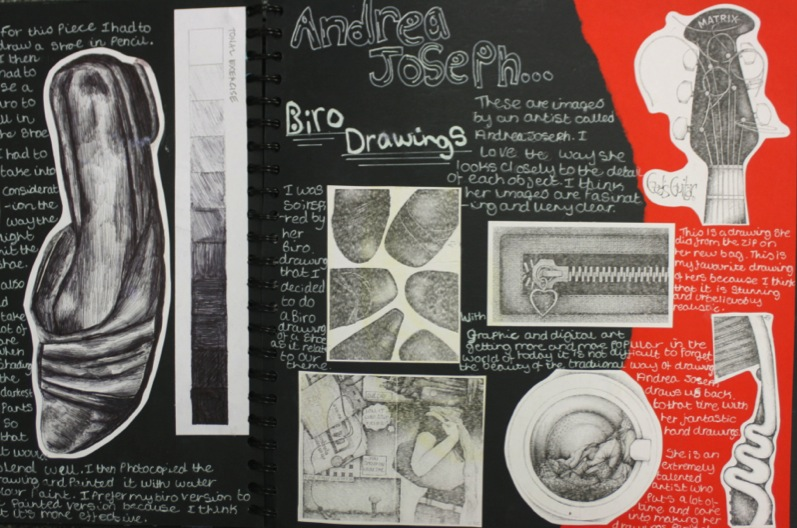 For this Piece I had to
draw a Shoe in Pencil.
I then
had to
use a
Biro to
fill in
the Shoe
I had to
take into
considerat
-ion the
way the
light
hit the
shoe.
I also
had
to take
a lot of
care
when
shading
the
darkest
Parts
So
that
it would
blend well. I then Photocopied the
drawing and Painted it with water
colour Paint. I Prefer my biro version to
Painted version because I think
it's more effective.
TONAL EXERCISE
Andrea
Joseph...
Biro
Drawings
These are images
by an artist called
Andrea Joseph. I
Love the way she
looks closely to the detail
of each object I think
her images are fasinat
-ing and very clear.
I was
so insp
red by
her
Biro
drawing
that I
decided
to do
a Biro
drawing
of a Shoe
as it relate
to our
theme
MATRIX
Guitar
This is a drawing She
did from the zip on
her new bag. This is
my favourite drawing
of hers because I think
that it is Stunning
and unbelievably
realistic.
With
Graphic and digital art
getting more and more Popular in the
world of today it is not difficult to forget
the beauty of the traditional way of drawing
Andrea Joseph
draws us back
to that time with
her fantastic
hand drawings
She is an
extremely
talented
artist who
Puts a lot of
time and care
into making her